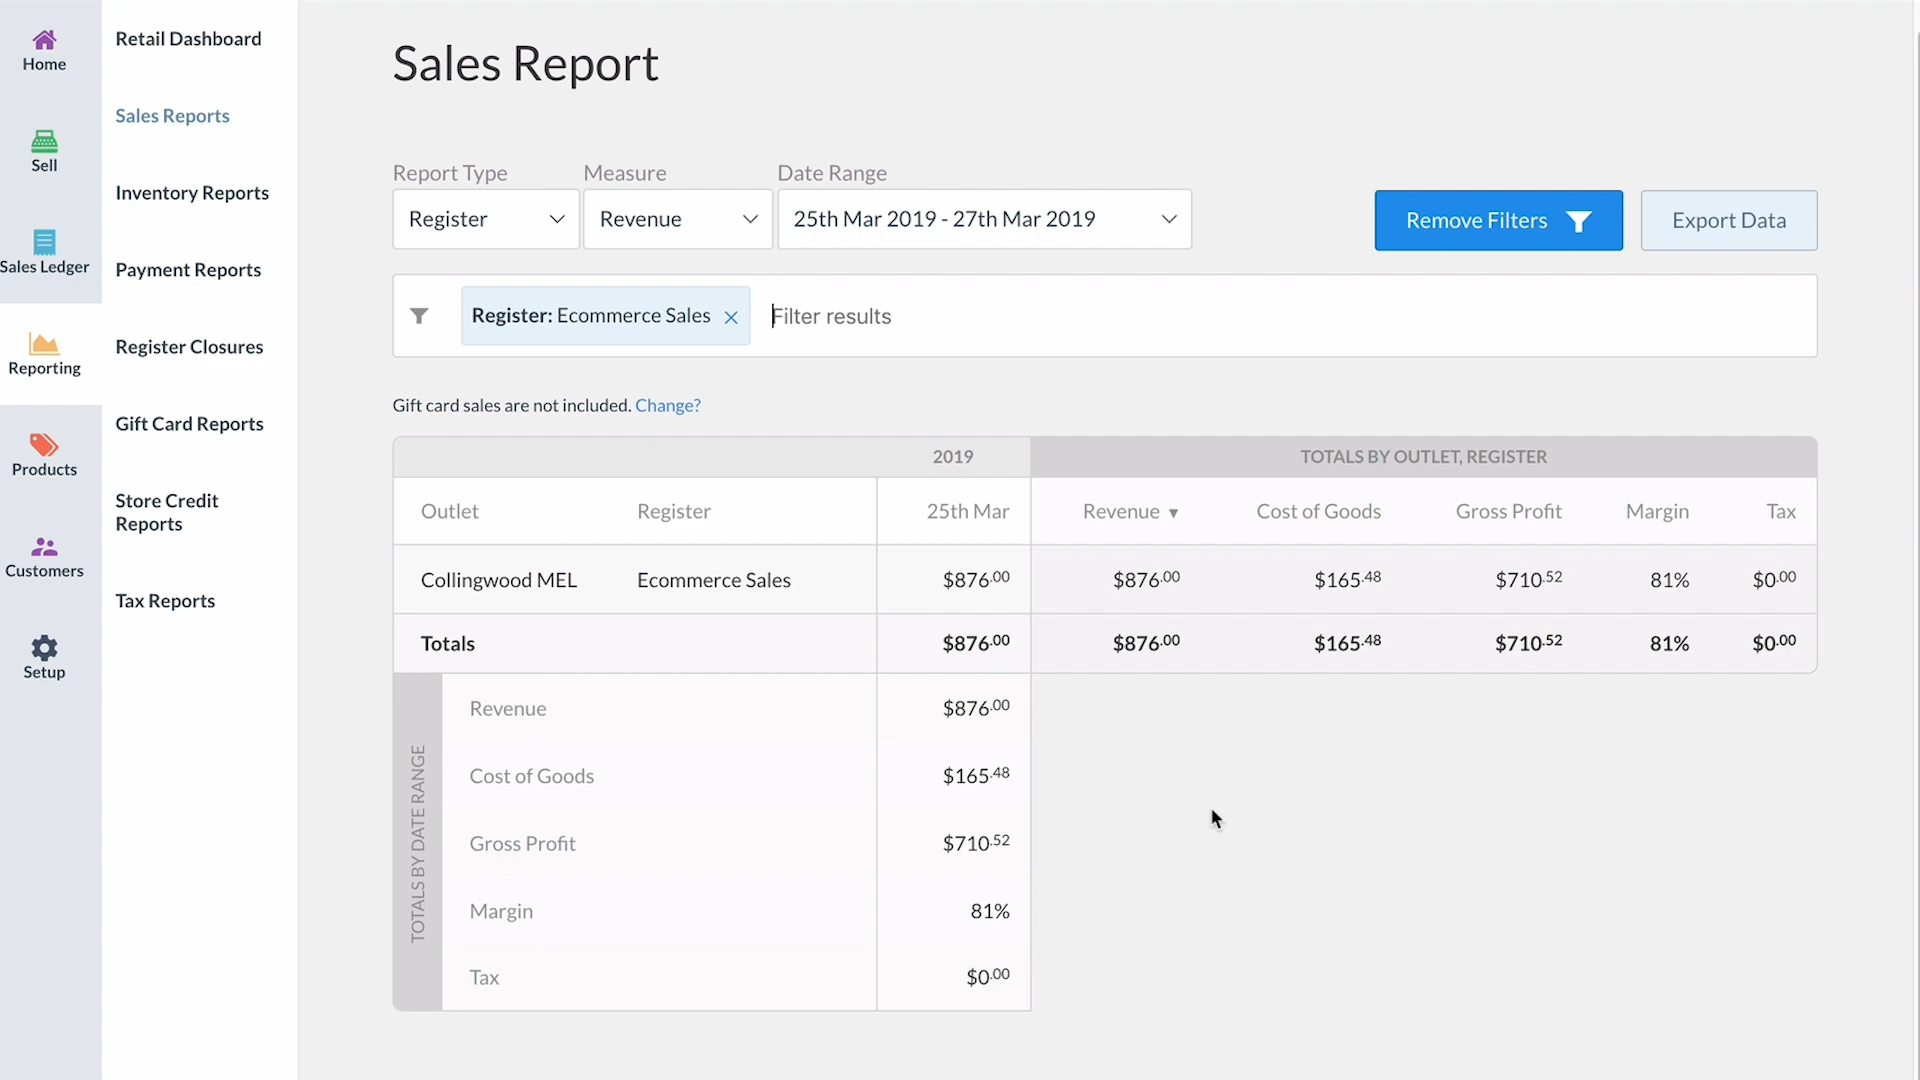 Home
Sell
Sales Ledger
Reporting
Products
Customers
Setup
Retail Dashboard
Sales Reports
Inventory Reports
Payment Reports
Register Closures
Gift Card Reports
Store Credit
Reports
Tax Reports
Sales Report
Report Type Measure Date Range
Register Revenue 25th Mar 2019 - 27th Mar 2019 Remove Filters Export Data
Register: Ecommerce Sales × Filter results
Gift card sales are not included. Change?
2019 TOTALS BY OUTLET, REGISTER
Outlet Register 25th Mar Revenue ▼ Cost of Goods Gross Profit Margin Tax
Collingwood MEL Ecommerce Sales $876.00 $876.00 $165.48 $710.52 81% $0.00
Totals $876.00 $876.00 $165.48 $710.52 81% $0.00
TOTALS BY DATE RANGE
Revenue $876.00
Cost of Goods $165.48
Gross Profit $710.52
Margin 81%
Tax $0.00